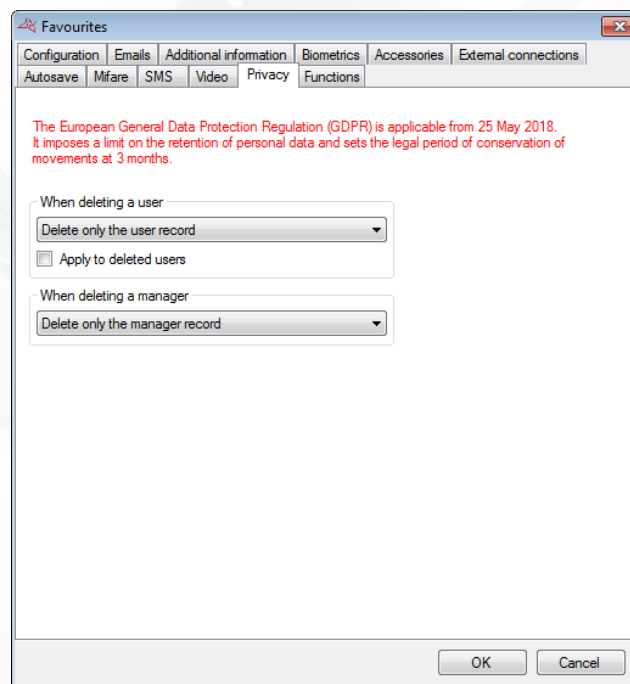 Favourites
Configuration Emails Additional information Biometrics Accessories External connections
Autosave Mifare SMS Video Privacy Functions
The European General Data Protection Regulation (GDPR) is applicable from 25 May 2018.
It imposes a limit on the retention of personal data and sets the legal period of conservation of
movements at 3 months.
When deleting a user
Delete only the user record
Apply to deleted users
When deleting a manager
Delete only the manager record
OK Cancel